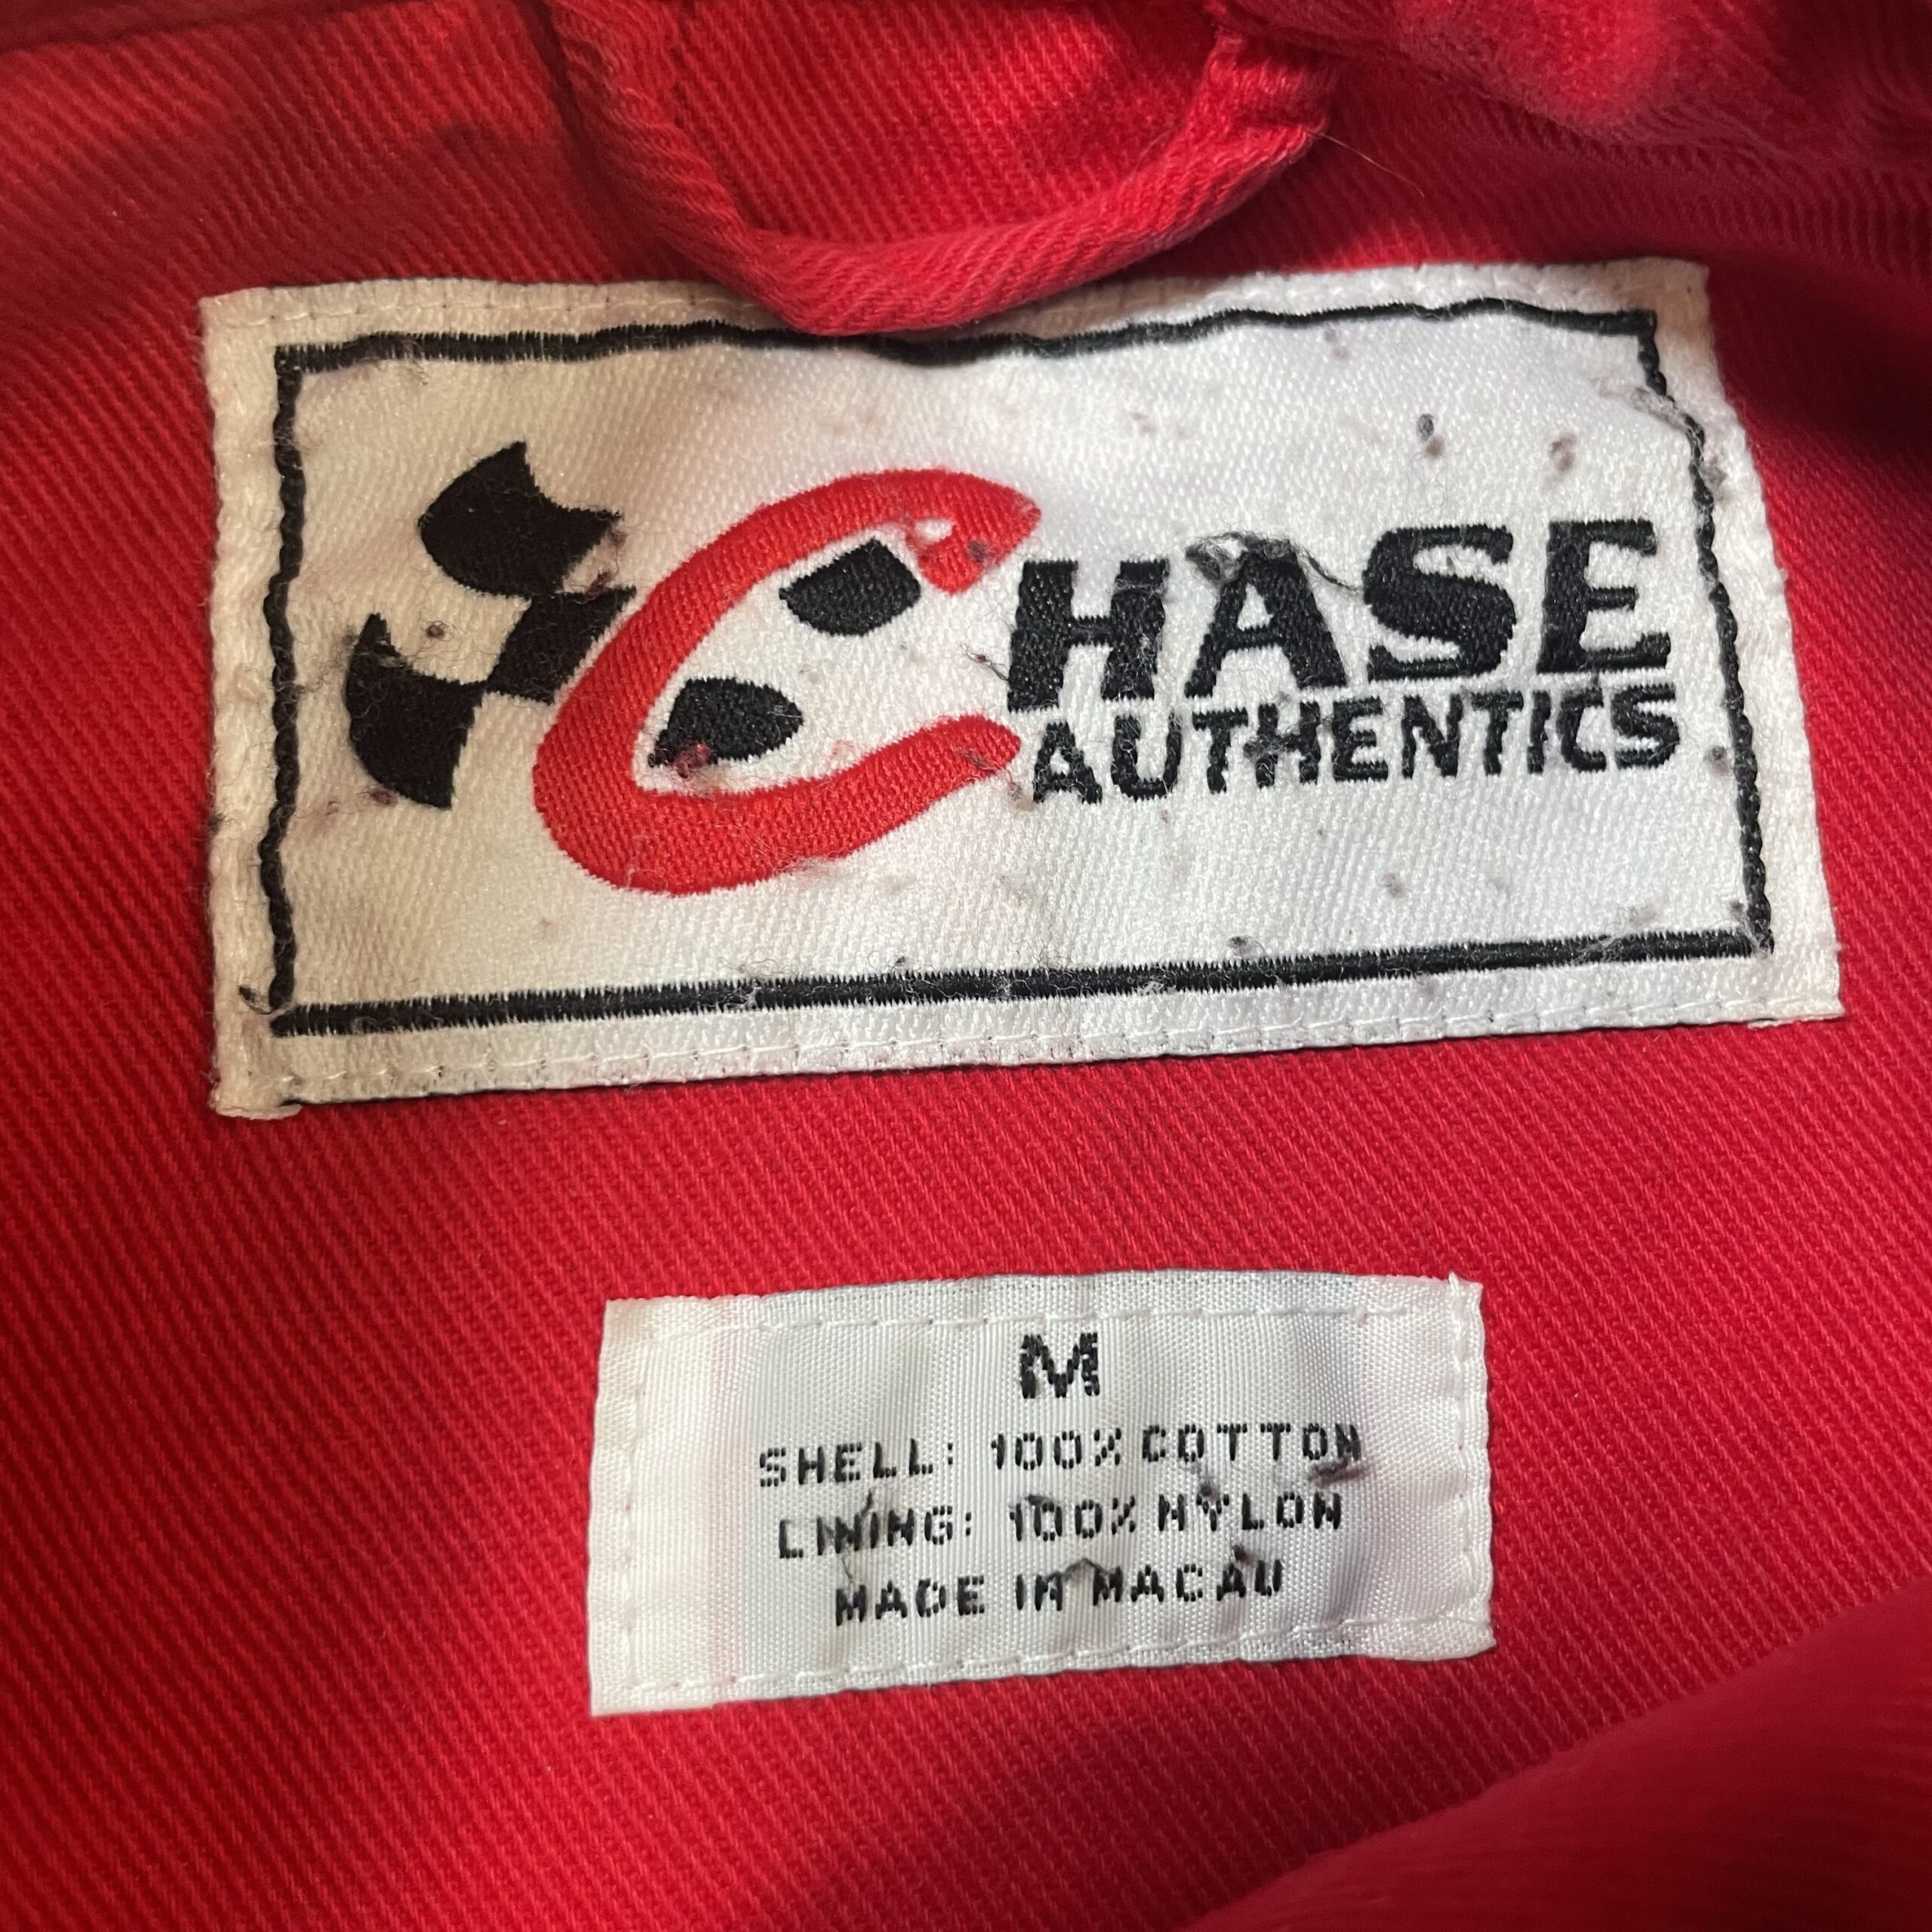 CHASE
AUTHENTICS
M
SHELL: 100% COTTON
LINING: 100% NYLON
MADE IN MACAU